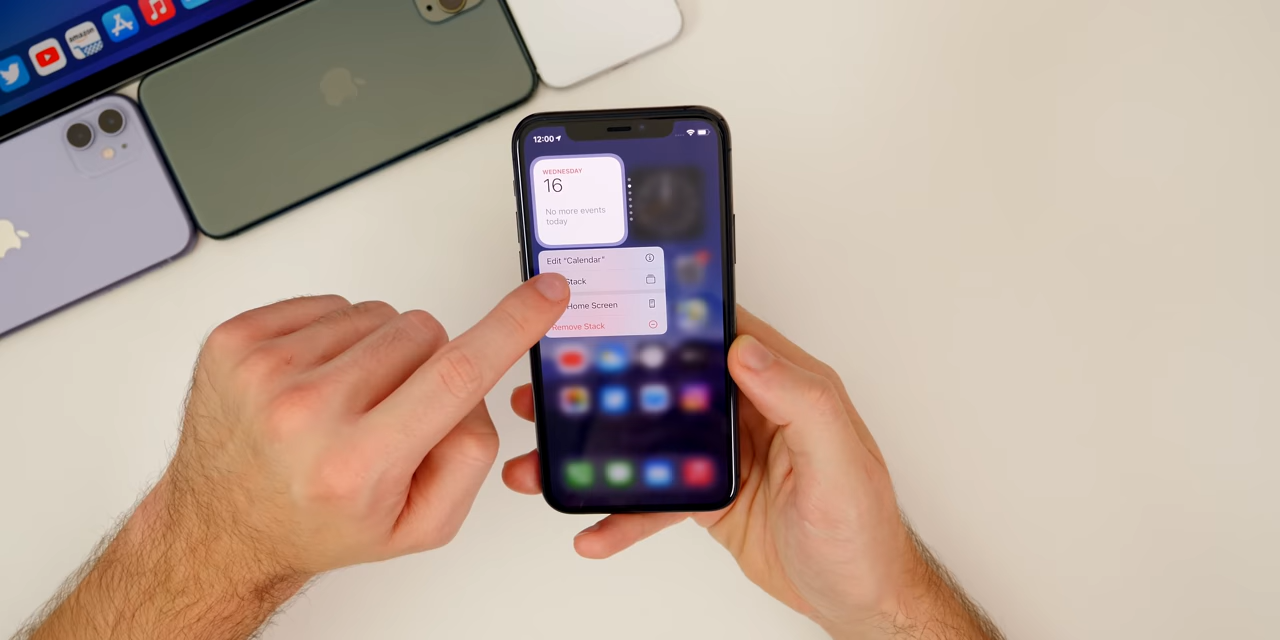 amazon
12:00
WEDNESDAY
16
No more events
today
Edit "Calendar"
Stack
Home Screen
Remove Stack